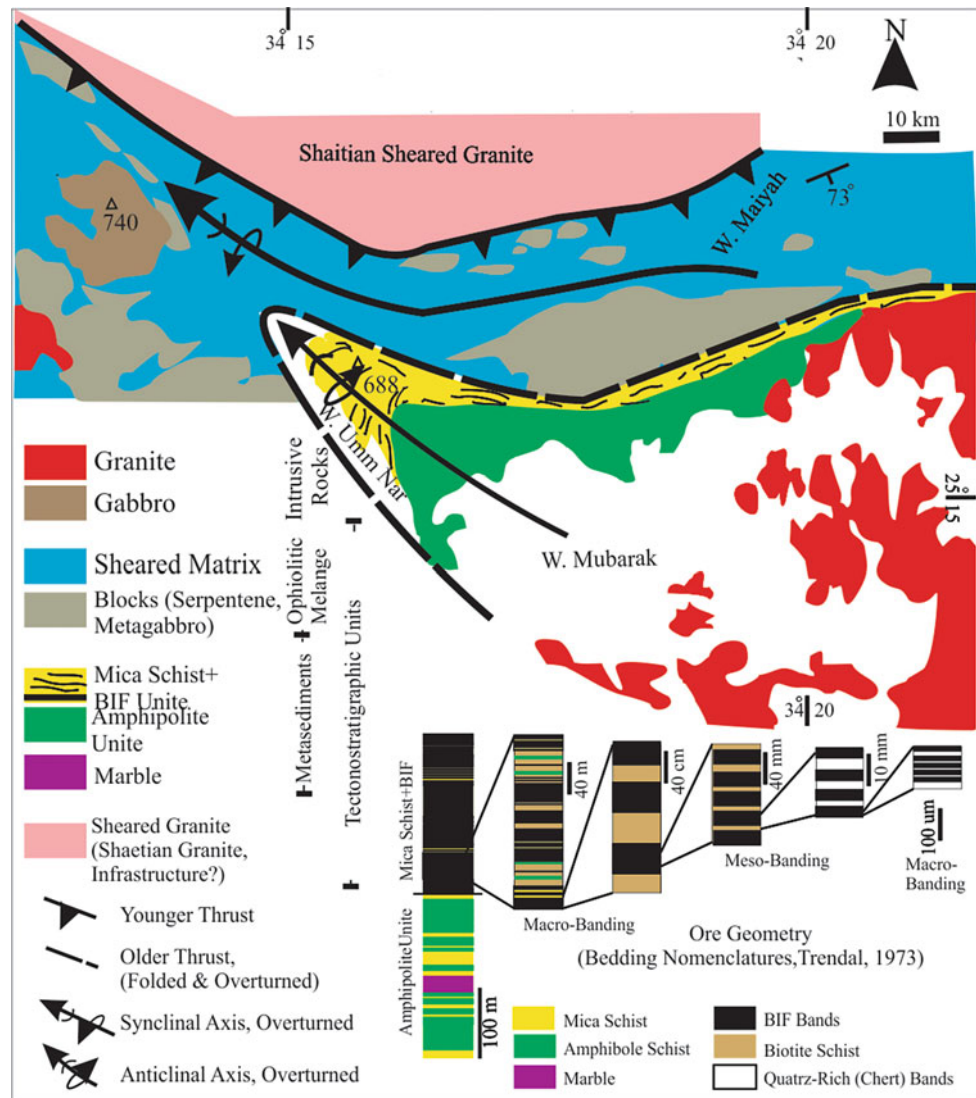 34° 15
34° 20
N
10 km
Shaitian Sheared Granite
W. Maiyah
73°
740
688
W. Umm Nar
25° 15
W. Mubarak
34° 20
Granite
Gabbro
Intrusive
Rocks
Sheared Matrix
Blocks (Serpentene,
Metagabbro)
Ophiolitic
Melange
Mica Schist+
BIF Unite
Amphipolite
Unite
Marble
Metasediments
Tectonostratigraphic Units
Sheared Granite
(Shaetian Granite,
Infrastructure?)
Younger Thrust
Older Thrust,
(Folded & Overturned)
Synclinal Axis, Overturned
Anticlinal Axis, Overturned
Mica Schist+BIF
AmphipoliteUnite
100 m
40 m
40 cm
40 mm
10 mm
100 um
Macro-Banding
Meso-Banding
Macro-
Banding
Ore Geometry
(Bedding Nomenclatures,Trendal, 1973)
Mica Schist
Amphibole Schist
Marble
BIF Bands
Biotite Schist
Quatrz-Rich (Chert) Bands